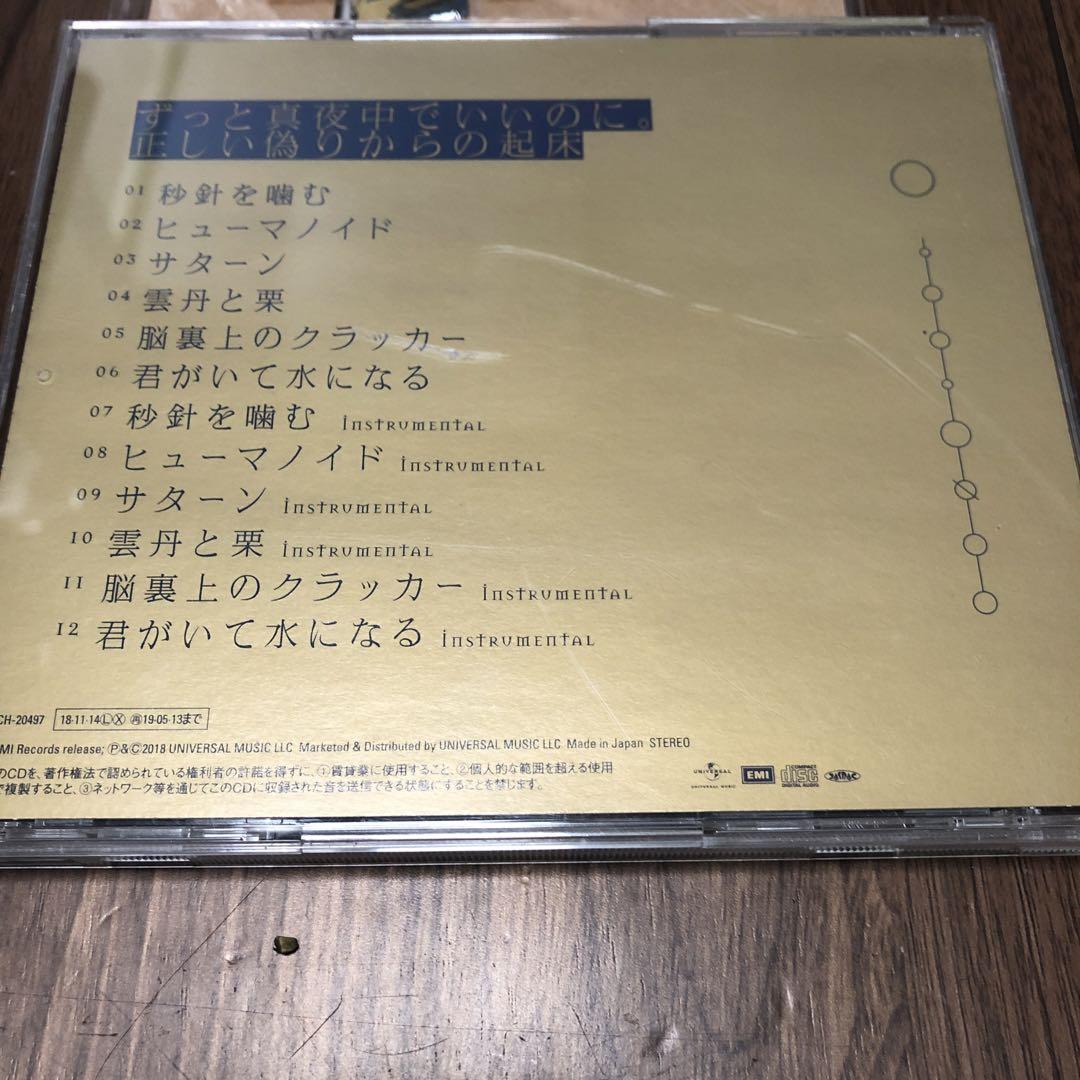 ずっと真夜中でいいのに。
正しい偽りからの起床
01 秒針を噛む
02 ヒューマノイド
03 サターン
04 雲丹と栗
05 脳裏上のクラッカー
06 君がいて水になる
07 秒針を噛む instrumental
08 ヒューマノイド instrumental
09 サターン instrumental
10 雲丹と栗 instrumental
11 脳裏上のクラッカー instrumental
12 君がいて水になる instrumental
CH-20497 18・11・14ⓁⓍ ㊢19・05・13まで
MI Records release; Ⓟ&Ⓒ2018 UNIVERSAL MUSIC LLC Marketed & Distributed by UNIVERSAL MUSIC LLC Made in Japan STEREO
のCDを、著作権法で認められている権利者の許諾を得ずに、①賃貸業に使用すること、②個人的な範囲を超える使用
で複製すること、③ネットワーク等を通じてこのCDに収録された音を送信できる状態にすることを禁じます。
UNIVERSAL
UNIVERSAL MUSIC
EMI
COMPACT
disc
DIGITAL AUDIO